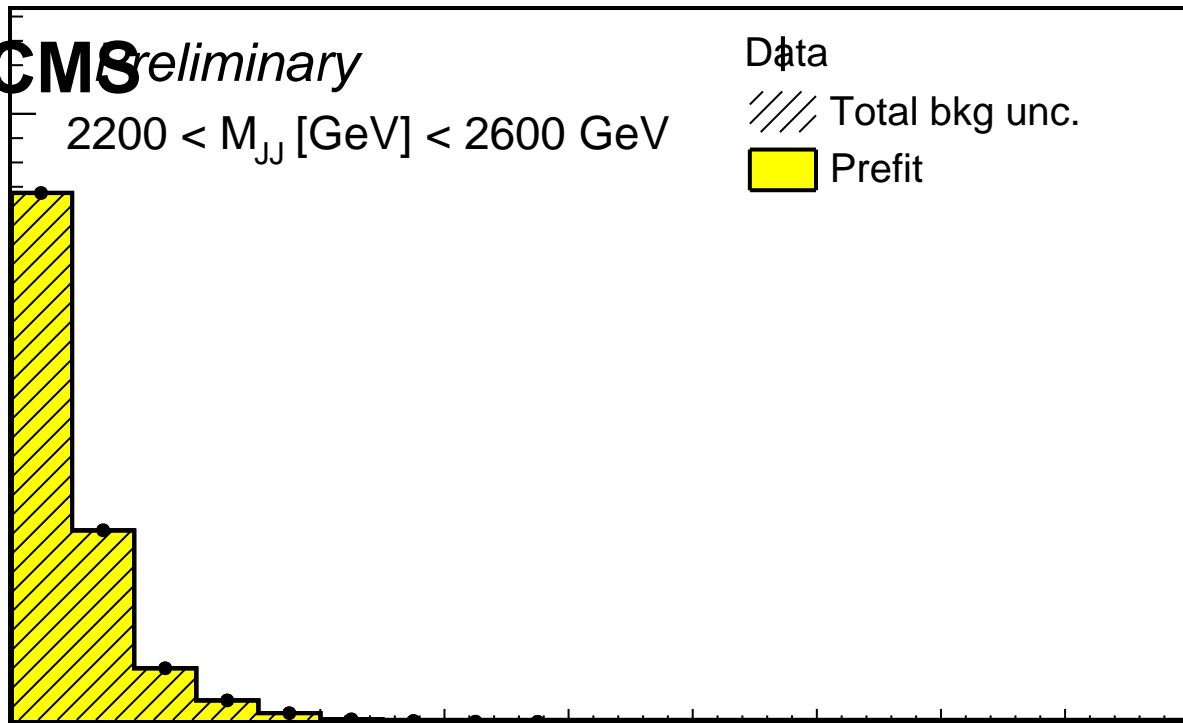 CMS Preliminary
2200 < M_JJ [GeV] < 2600 GeV
Data
Total bkg unc.
Prefit